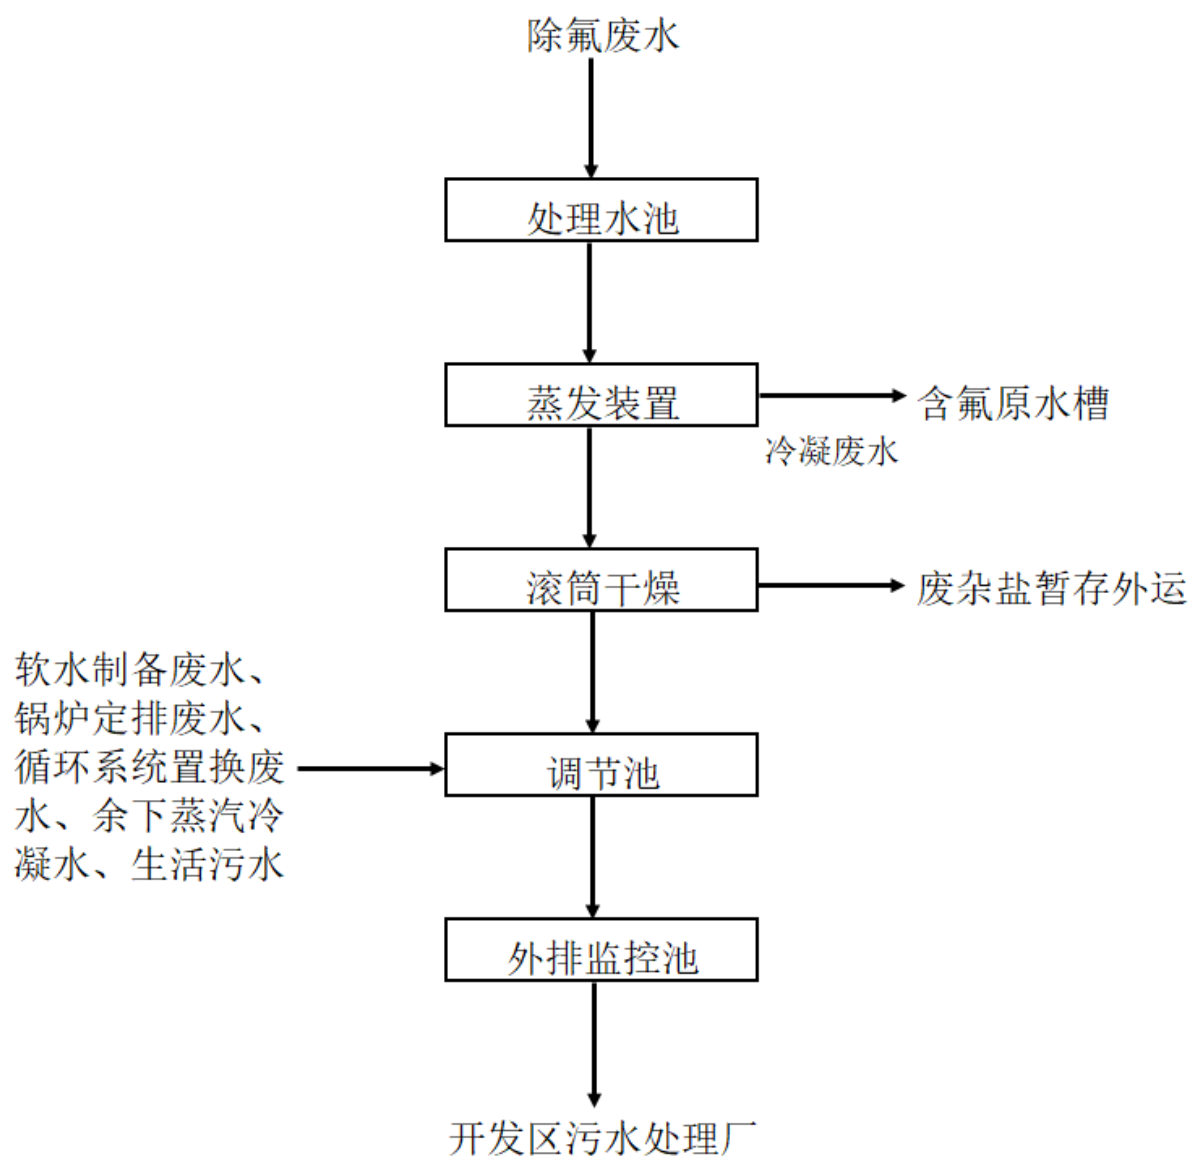 除氟废水
处理水池
蒸发装置
含氟原水槽
冷凝废水
滚筒干燥
废杂盐暂存外运
软水制备废水、
锅炉定排废水、
循环系统置换废
水、余下蒸汽冷
凝水、生活污水
调节池
外排监控池
开发区污水处理厂